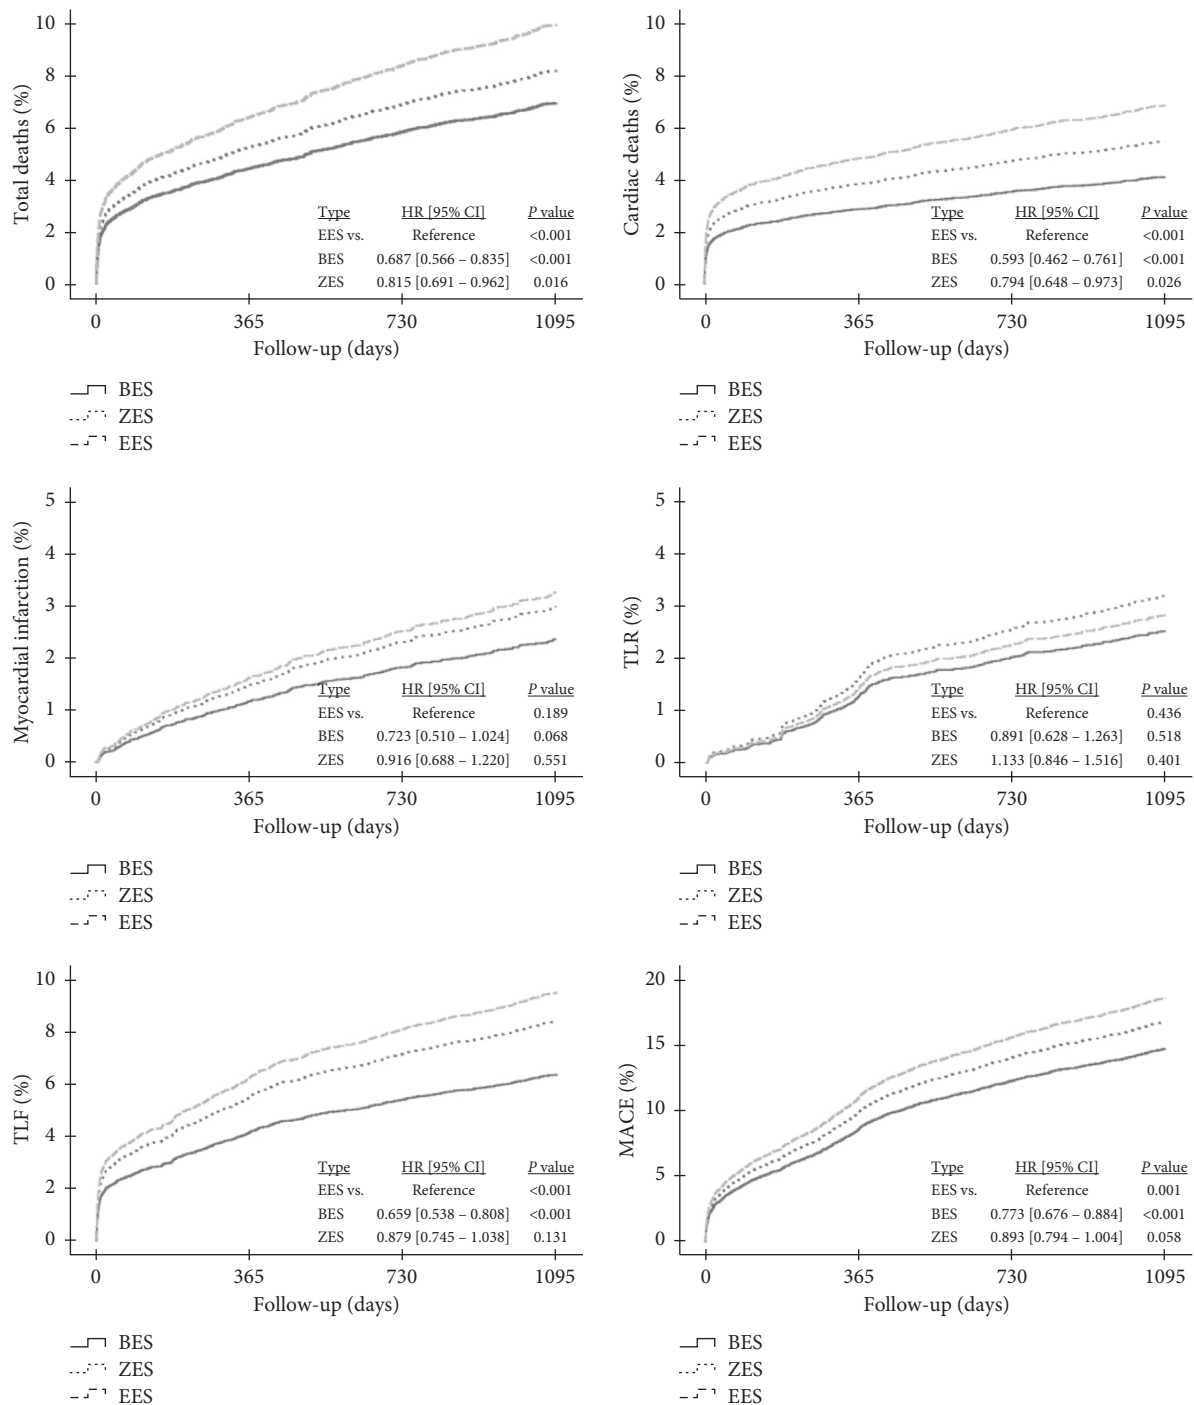 Total deaths (%)
10
8
6
4
2
0
Type HR [95% CI] P value
EES vs. Reference <0.001
BES 0.687 [0.566 – 0.835] <0.001
ZES 0.815 [0.691 – 0.962] 0.016
0 365 730 1095
Follow-up (days)
BES
ZES
EES
Cardiac deaths (%)
10
8
6
4
2
0
Type HR [95% CI] P value
EES vs. Reference <0.001
BES 0.593 [0.462 – 0.761] <0.001
ZES 0.794 [0.648 – 0.973] 0.026
0 365 730 1095
Follow-up (days)
BES
ZES
EES
Myocardial infarction (%)
5
4
3
2
1
0
Type HR [95% CI] P value
EES vs. Reference 0.189
BES 0.723 [0.510 – 1.024] 0.068
ZES 0.916 [0.688 – 1.220] 0.551
0 365 730 1095
Follow-up (days)
BES
ZES
EES
TLR (%)
5
4
3
2
1
0
Type HR [95% CI] P value
EES vs. Reference 0.436
BES 0.891 [0.628 – 1.263] 0.518
ZES 1.133 [0.846 – 1.516] 0.401
0 365 730 1095
Follow-up (days)
BES
ZES
EES
TLF (%)
10
8
6
4
2
0
Type HR [95% CI] P value
EES vs. Reference <0.001
BES 0.659 [0.538 – 0.808] <0.001
ZES 0.879 [0.745 – 1.038] 0.131
0 365 730 1095
Follow-up (days)
BES
ZES
EES
MACE (%)
20
15
10
5
0
Type HR [95% CI] P value
EES vs. Reference 0.001
BES 0.773 [0.676 – 0.884] <0.001
ZES 0.893 [0.794 – 1.004] 0.058
0 365 730 1095
Follow-up (days)
BES
ZES
EES